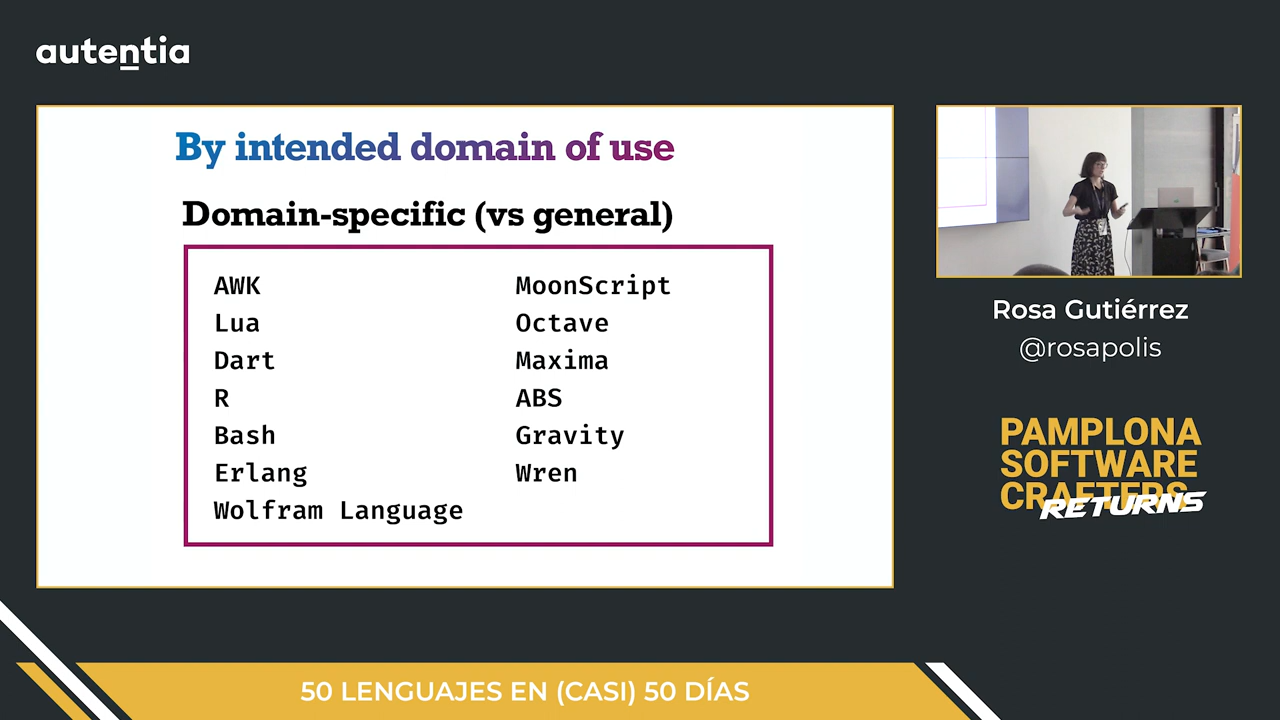 autentia
By intended domain of use
Domain-specific (vs general)
AWK
Lua
Dart
R
Bash
Erlang
Wolfram Language
MoonScript
Octave
Maxima
ABS
Gravity
Wren
Rosa Gutiérrez
@rosapolis
PAMPLONA
SOFTWARE
CRAFTERS
RETURNS
50 LENGUAJES EN (CASI) 50 DÍAS